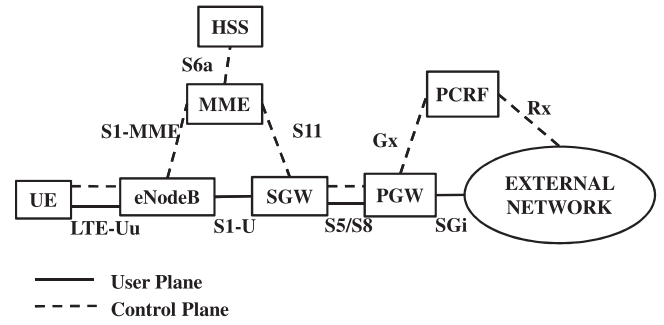 HSS
S6a
MME
PCRF
Rx
S1-MME
S11
Gx
UE
eNodeB
SGW
PGW
EXTERNAL
NETWORK
LTE-Uu
S1-U
S5/S8
SGi
User Plane
Control Plane